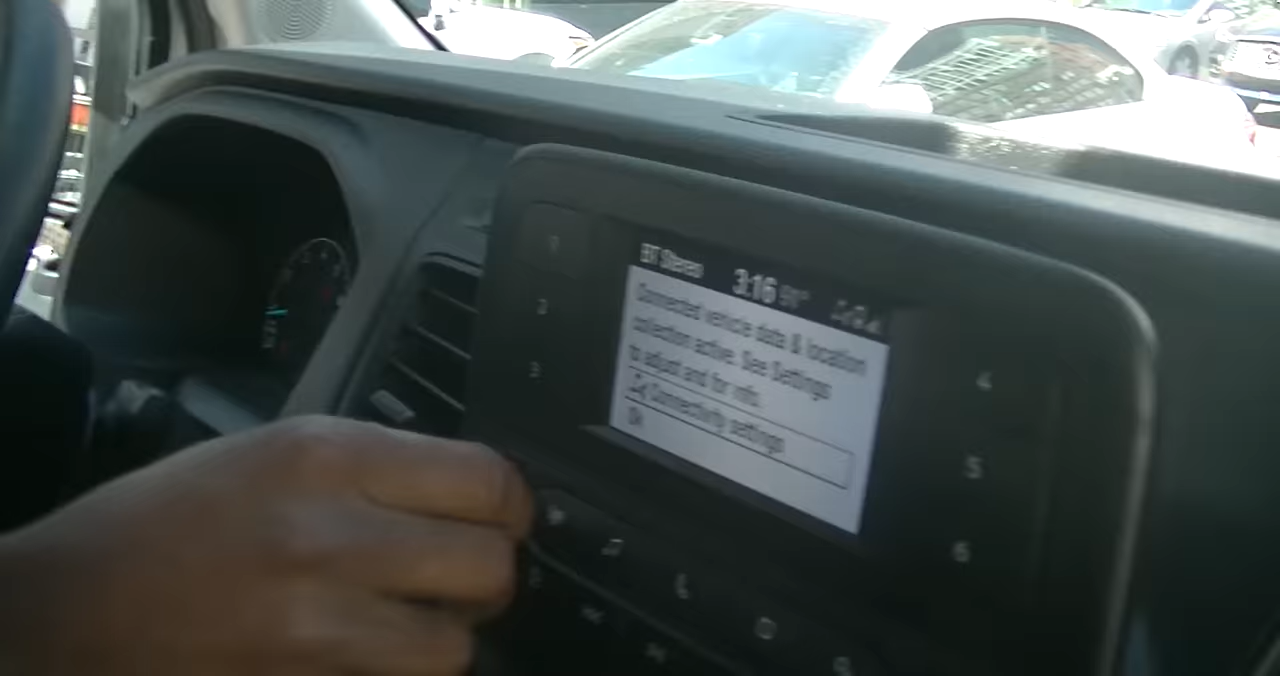 BT Stereo 3:16
Connected vehicle data & location
collection active. See Settings
to adjust and for info.
Connectivity settings
Ok
1
2
3
4
5
6